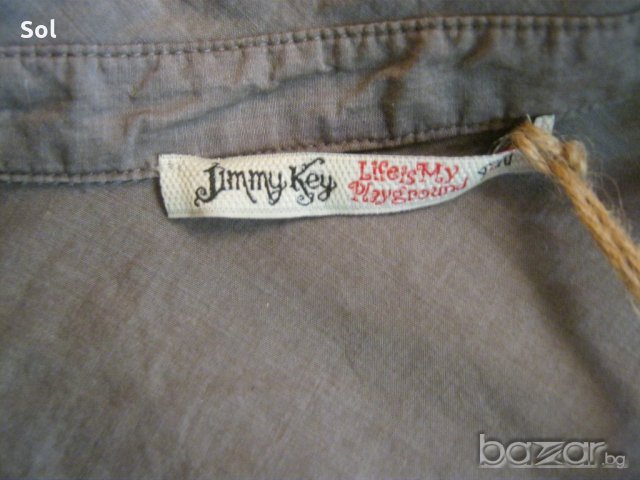 Sol
Jimmy Key
Life is My
Playground
bazar.bg